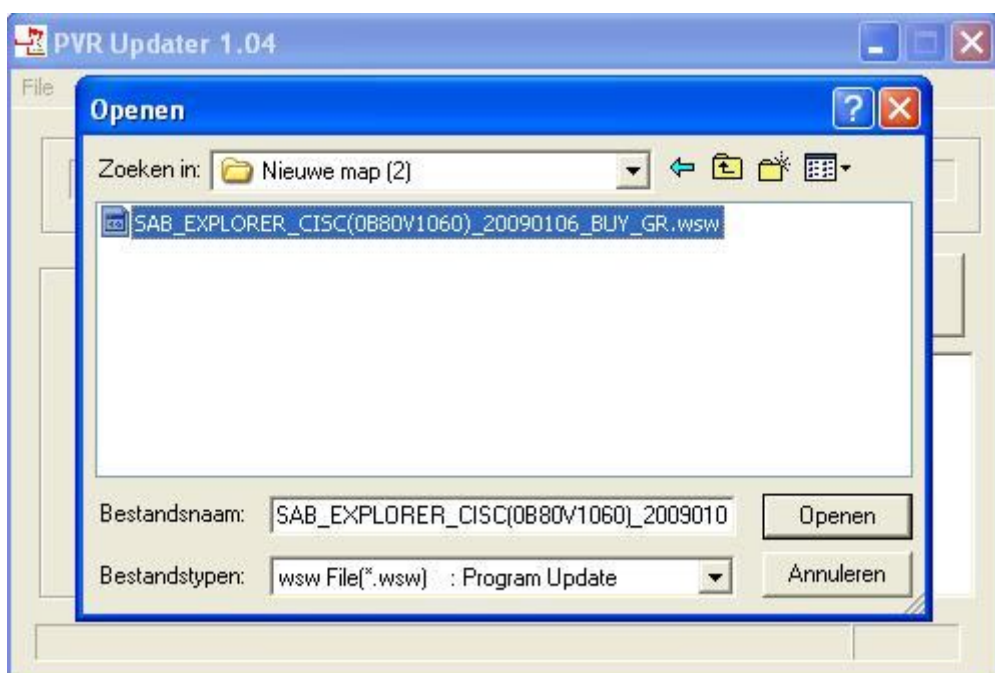 PVR Updater 1.04
File
Openen
Zoeken in: Nieuwe map (2)
SAB_EXPLORER_CISC(0B80V1060)_20090106_BUY_GR.wsw
Bestandsnaam: SAB_EXPLORER_CISC(0B80V1060)_2009010 Openen
Bestandstypen: wsw File(*.wsw) : Program Update Annuleren